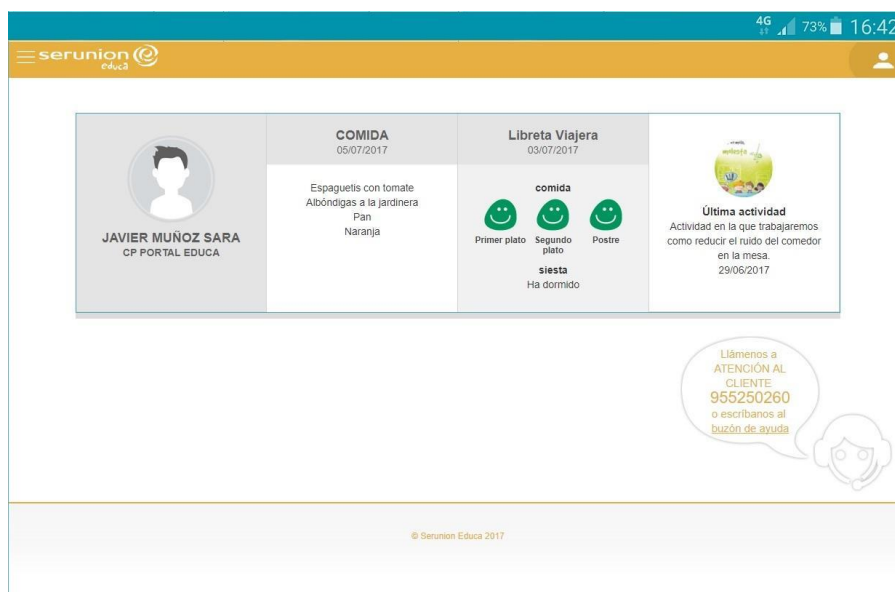 4G 73% 16:42
serunion
educa
COMIDA
05/07/2017
Espaguetis con tomate
Albóndigas a la jardinera
Pan
Naranja
Libreta Viajera
03/07/2017
comida
Primer plato
Segundo
plato
Postre
siesta
Ha dormido
JAVIER MUÑOZ SARA
CP PORTAL EDUCA
Última actividad
Actividad en la que trabajaremos
como reducir el ruido del comedor
en la mesa.
29/06/2017
Llámenos a
ATENCIÓN AL
CLIENTE
955250260
o escríbanos al
buzón de ayuda
© Serunion Educa 2017